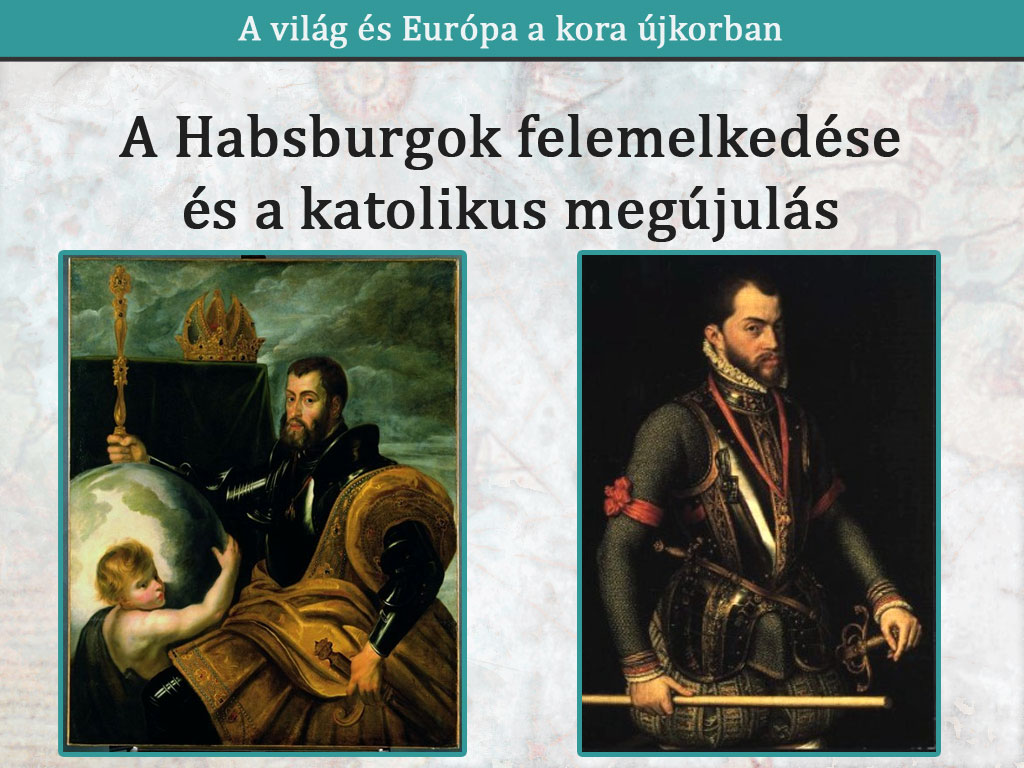 A világ és Európa a kora újkorban
A Habsburgok felemelkedése
és a katolikus megújulás